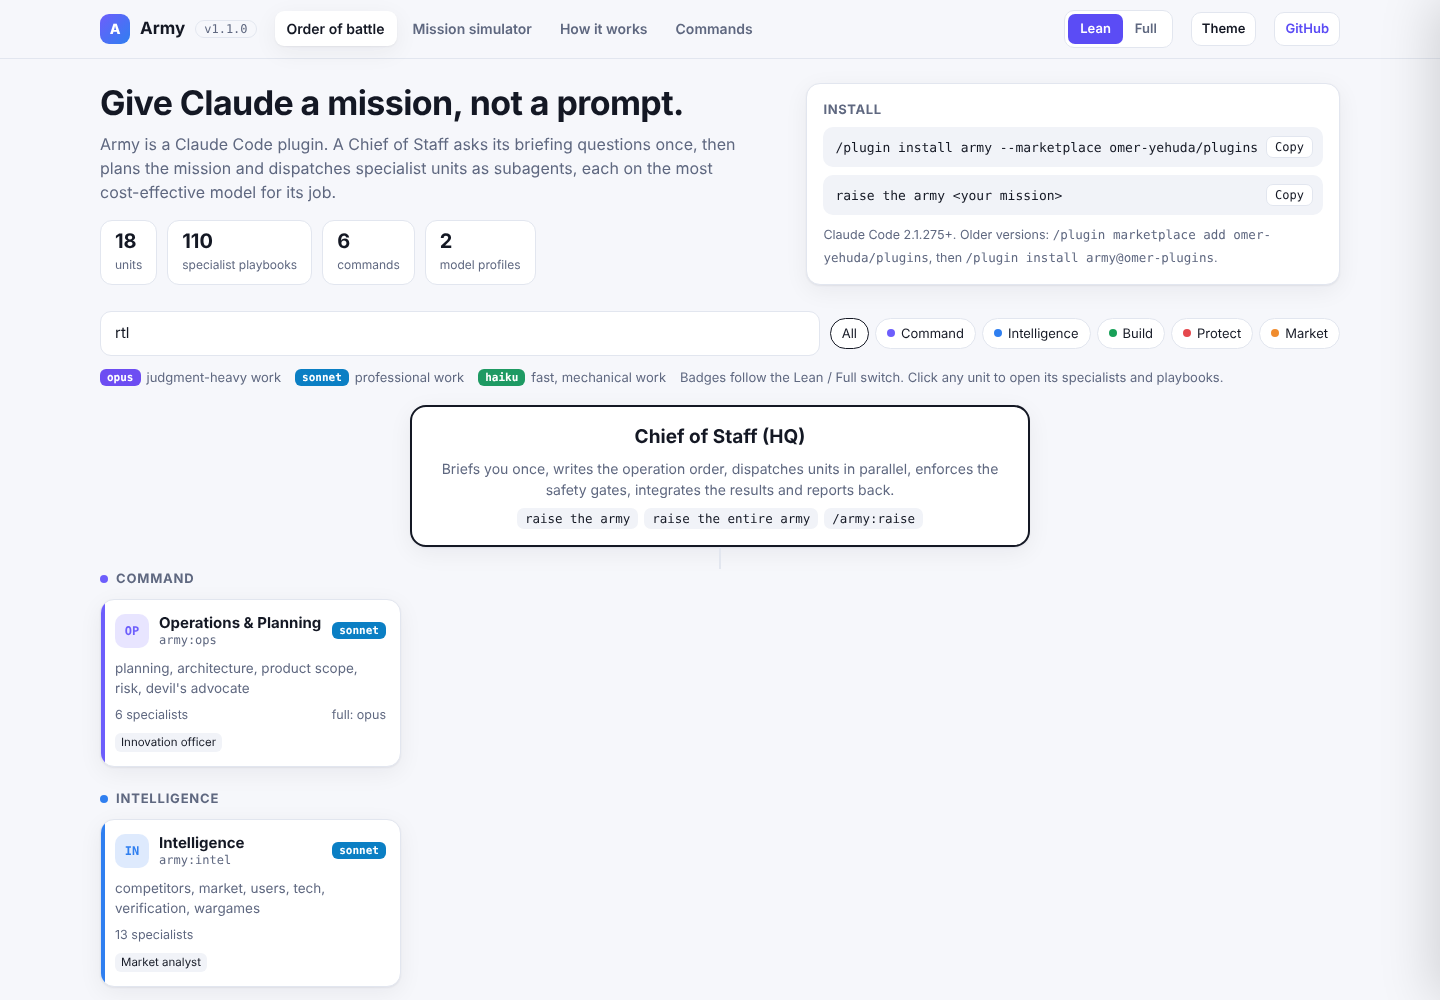 A Army v1.1.0 Order of battle Mission simulator How it works Commands Lean Full Theme GitHub
Give Claude a mission, not a prompt.
Army is a Claude Code plugin. A Chief of Staff asks its briefing questions once, then
plans the mission and dispatches specialist units as subagents, each on the most
cost-effective model for its job.
18
units
110
specialist playbooks
6
commands
2
model profiles
INSTALL
/plugin install army --marketplace omer-yehuda/plugins Copy
raise the army <your mission> Copy
Claude Code 2.1.275+. Older versions: /plugin marketplace add omer-
yehuda/plugins, then /plugin install army@omer-plugins.
rtl
All Command Intelligence Build Protect Market
opus judgment-heavy work sonnet professional work haiku fast, mechanical work Badges follow the Lean / Full switch. Click any unit to open its specialists and playbooks.
Chief of Staff (HQ)
Briefs you once, writes the operation order, dispatches units in parallel, enforces the
safety gates, integrates the results and reports back.
raise the army raise the entire army /army:raise
COMMAND
OP Operations & Planning sonnet
army:ops
planning, architecture, product scope,
risk, devil's advocate
6 specialists full: opus
Innovation officer
INTELLIGENCE
IN Intelligence sonnet
army:intel
competitors, market, users, tech,
verification, wargames
13 specialists
Market analyst